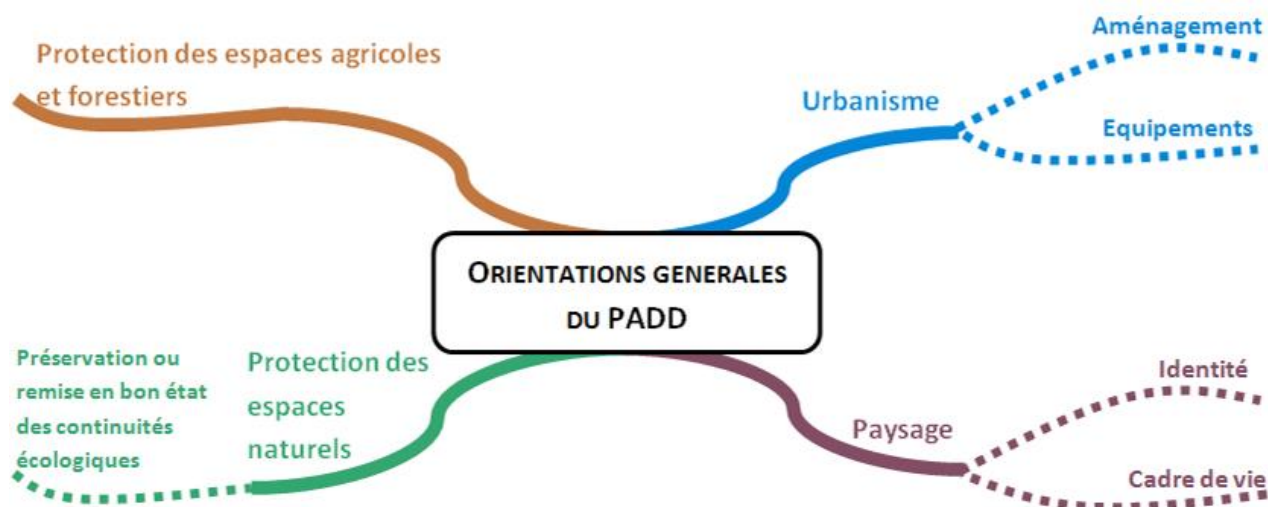 Protection des espaces agricoles
et forestiers
Urbanisme
Aménagement
Equipements
ORIENTATIONS GENERALES
DU PADD
Préservation ou
remise en bon état
des continuités
écologiques
Protection des
espaces
naturels
Paysage
Identité
Cadre de vie